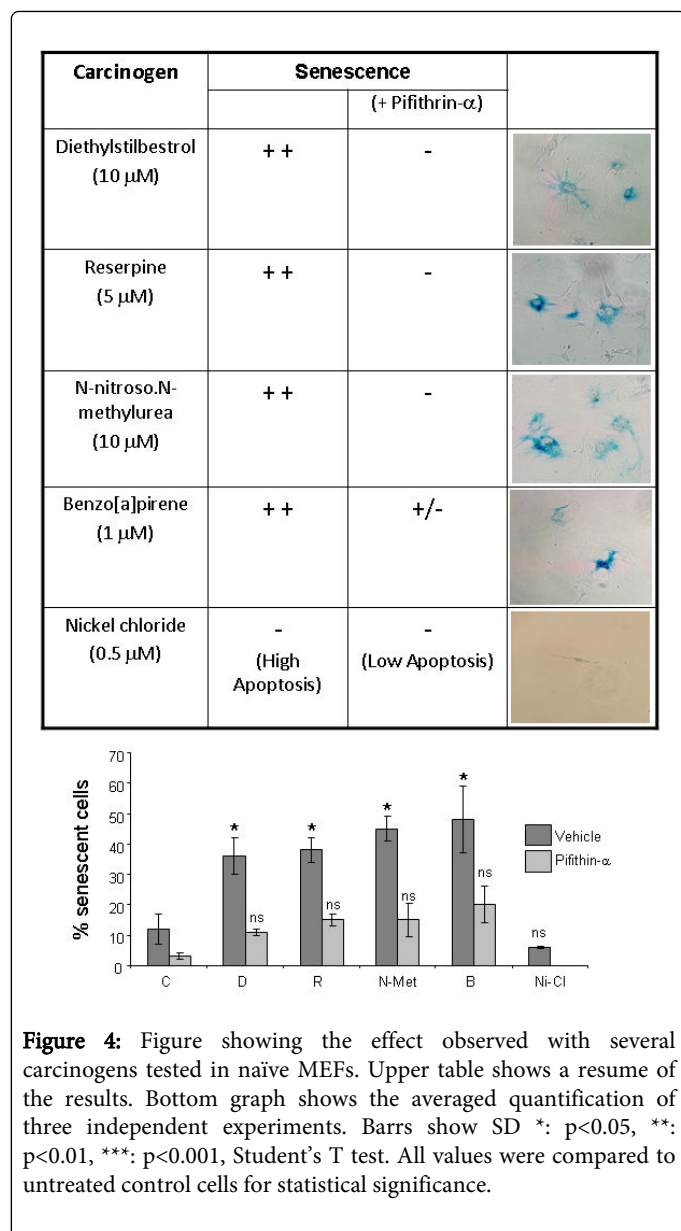 Carcinogen Senescence
(+ Pifithrin-α)
Diethylstilbestrol
(10 μM)
+ + -
Reserpine
(5 μM)
+ + -
N-nitroso.N-
methylurea
(10 μM)
+ + -
Benzo[a]pirene
(1 μM)
+ + +/-
Nickel chloride
(0.5 μM)
- -
(High
Apoptosis)
(Low Apoptosis)
% senescent cells
70
60
50
40
30
20
10
0
* * * *
ns ns ns ns ns
C D R N-Met B Ni-Cl
Vehicle
Pifithin-α
Figure 4: Figure showing the effect observed with several
carcinogens tested in naïve MEFs. Upper table shows a resume of
the results. Bottom graph shows the averaged quantification of
three independent experiments. Barrs show SD *: p<0.05, **:
p<0.01, ***: p<0.001, Student's T test. All values were compared to
untreated control cells for statistical significance.